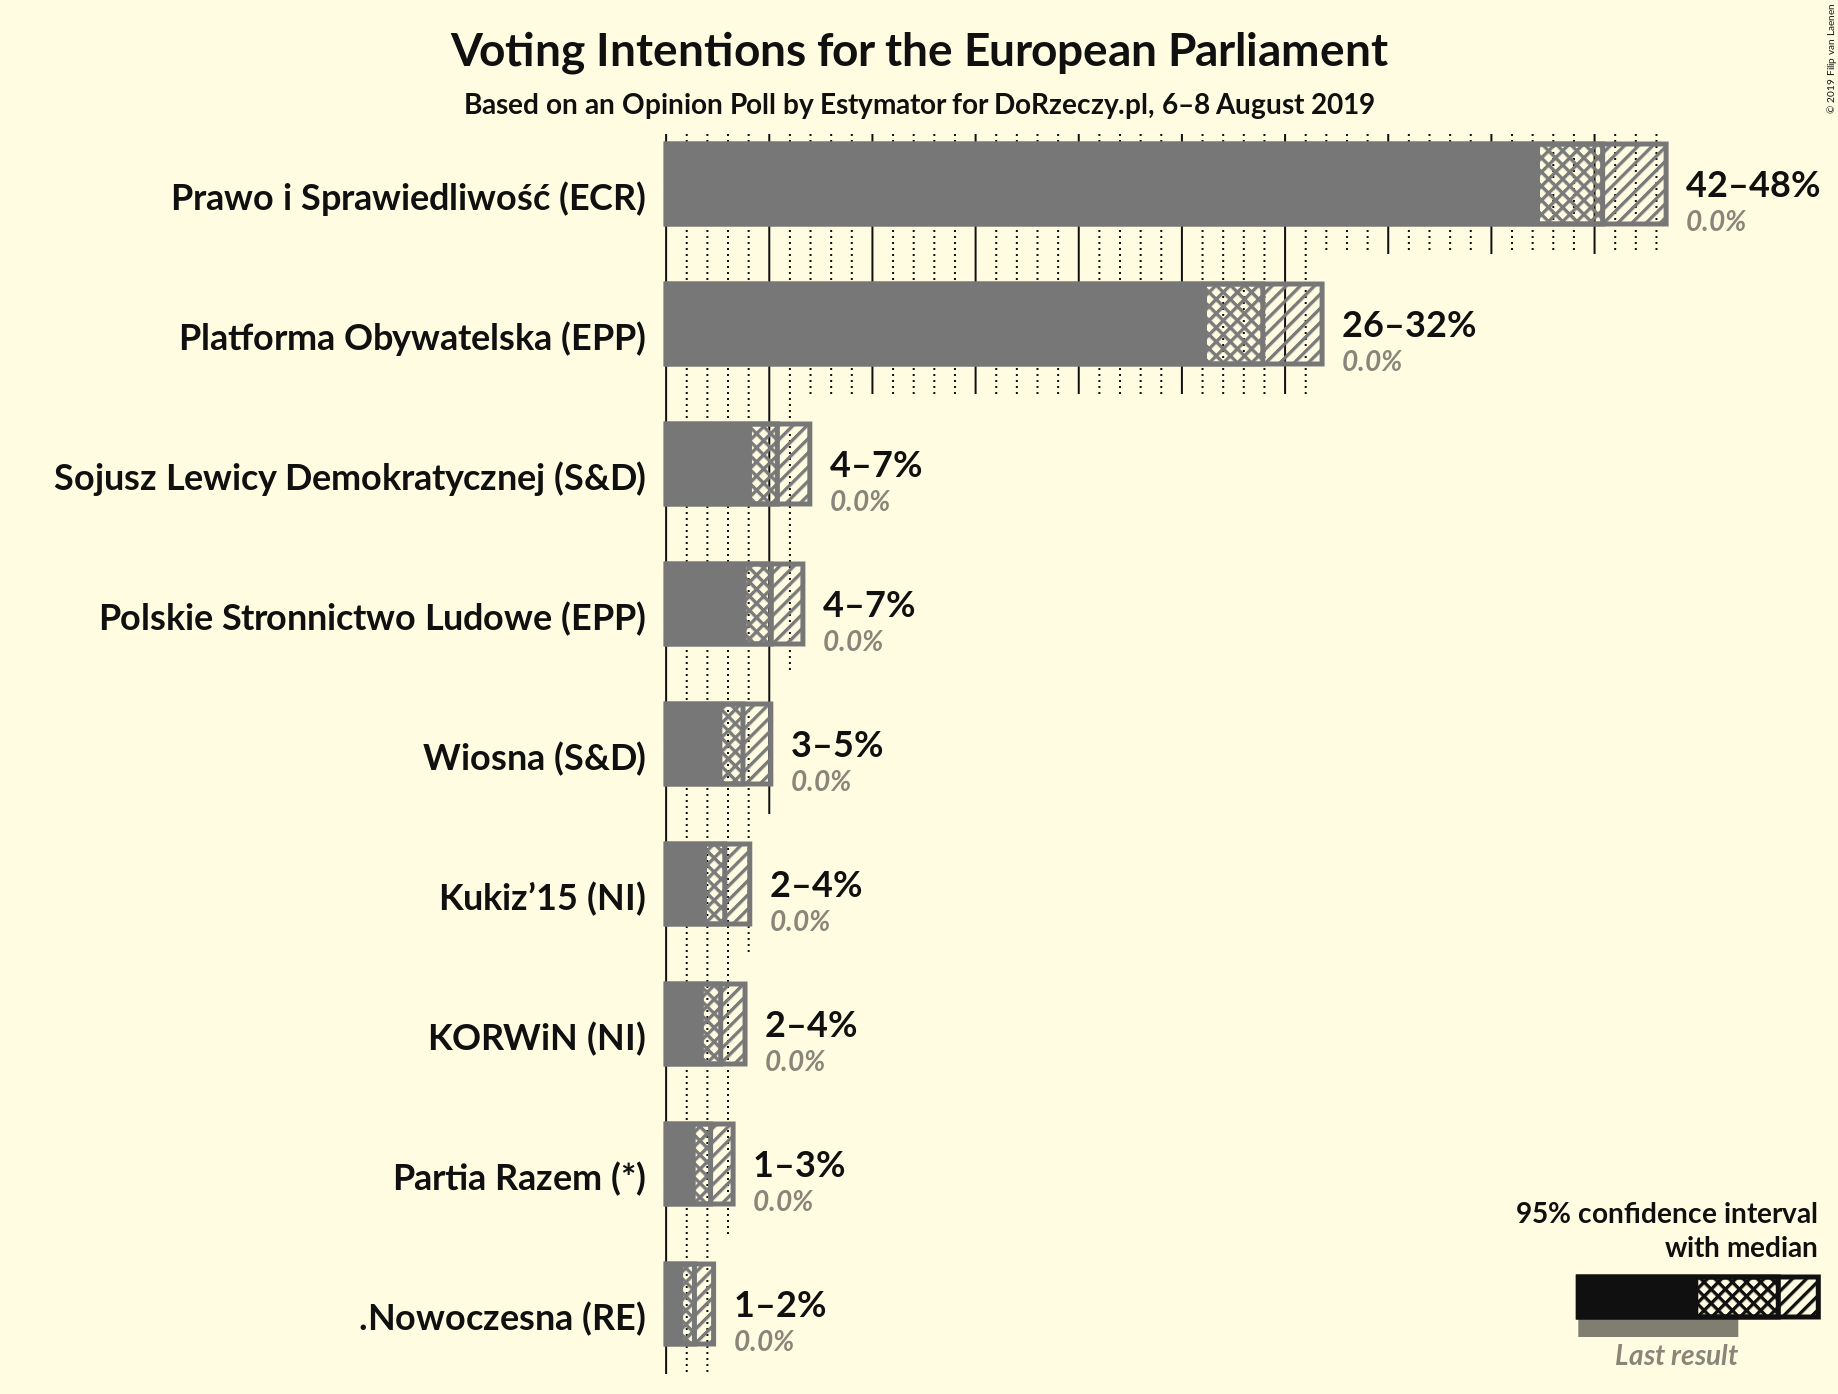 Voting Intentions for the European Parliament
Based on an Opinion Poll by Estymator for DoRzeczy.pl, 6–8 August 2019
© 2019 Filip van Laenen
Prawo i Sprawiedliwość (ECR)
42–48%
0.0%
Platforma Obywatelska (EPP)
26–32%
0.0%
Sojusz Lewicy Demokratycznej (S&D)
4–7%
0.0%
Polskie Stronnictwo Ludowe (EPP)
4–7%
0.0%
Wiosna (S&D)
3–5%
0.0%
Kukiz’15 (NI)
2–4%
0.0%
KORWiN (NI)
2–4%
0.0%
Partia Razem (*)
1–3%
0.0%
.Nowoczesna (RE)
1–2%
0.0%
95% confidence interval
with median
Last result